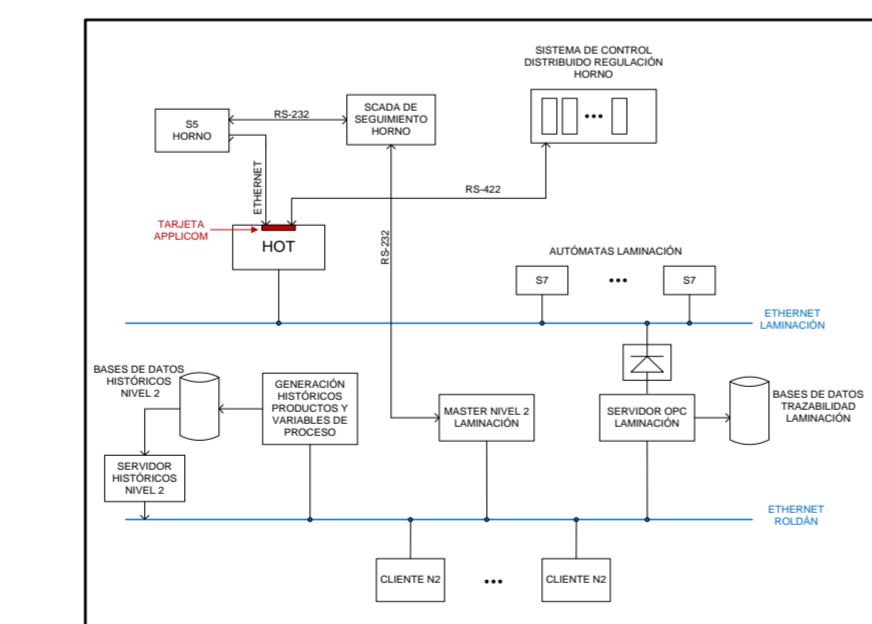 SISTEMA DE CONTROL
DISTRIBUIDO REGULACIÓN
HORNO
S5
HORNO
RS-232
SCADA DE
SEGUIMIENTO
HORNO
ETHERNET
RS-422
TARJETA
APPLICOM
HOT
RS-232
AUTÓMATAS LAMINACIÓN
S7
•••
S7
ETHERNET
LAMINACIÓN
BASES DE DATOS
HISTÓRICOS
NIVEL 2
GENERACIÓN
HISTÓRICOS
PRODUCTOS Y
VARIABLES DE
PROCESO
MASTER NIVEL 2
LAMINACIÓN
SERVIDOR OPC
LAMINACIÓN
BASES DE DATOS
TRAZABILIDAD
LAMINACIÓN
SERVIDOR
HISTÓRICOS
NIVEL 2
ETHERNET
ROLDÁN
CLIENTE N2
•••
CLIENTE N2